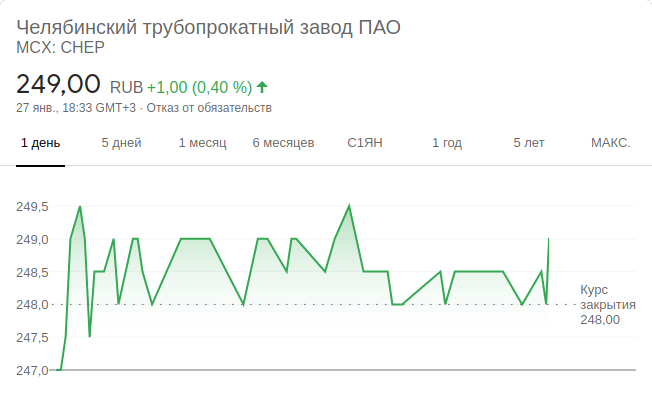 Челябинский трубопрокатный завод ПАО
MCX: CHEP
249,00 RUB +1,00 (0,40 %)
27 янв., 18:33 GMT+3 · Отказ от обязательств
1 день 5 дней 1 месяц 6 месяцев С1ЯН 1 год 5 лет МАКС.
249,5
249,0
248,5
248,0
247,5
247,0
Курс
закрытия
248,00